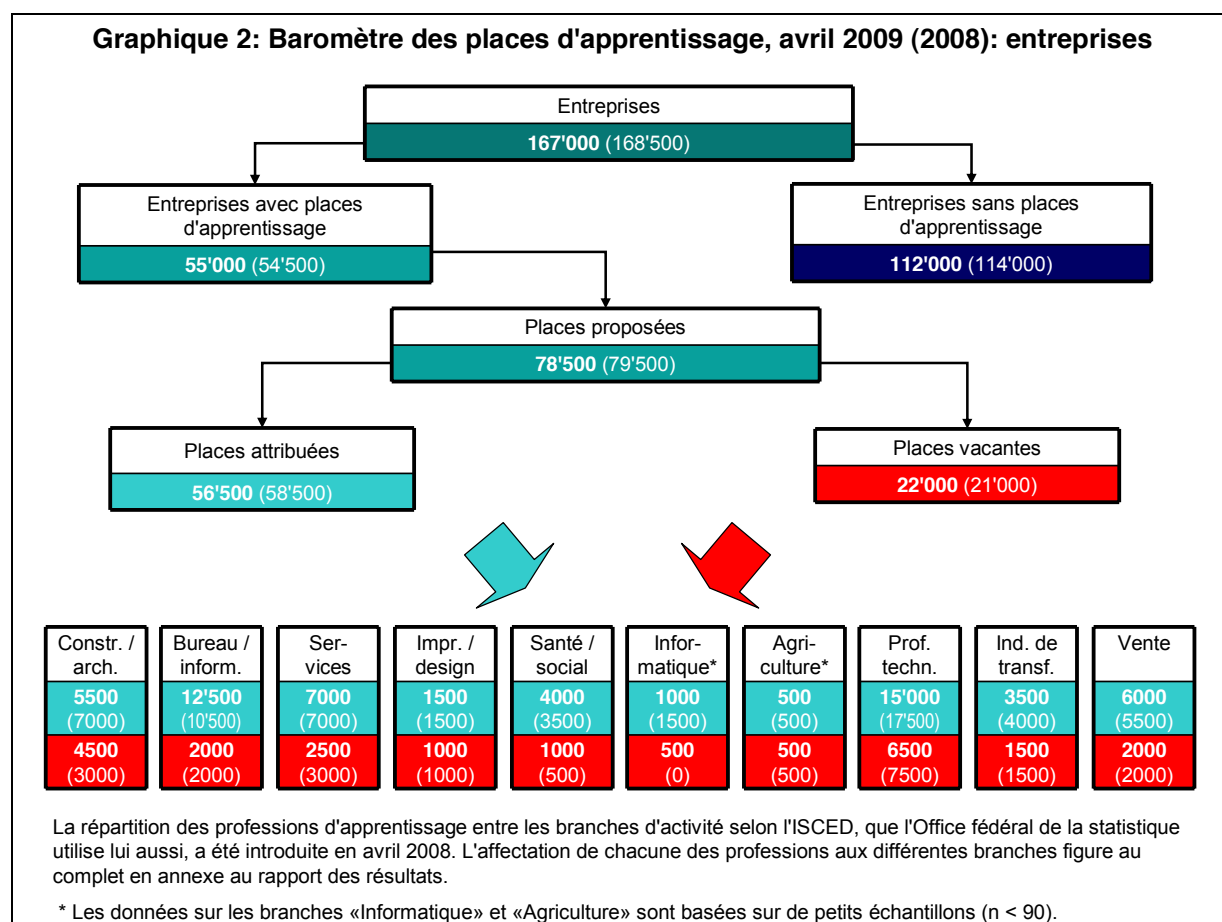 Graphique 2: Baromètre des places d'apprentissage, avril 2009 (2008): entreprises
Entreprises
167'000 (168'500)
Entreprises avec places
d'apprentissage
55'000 (54'500)
Entreprises sans places
d'apprentissage
112'000 (114'000)
Places proposées
78'500 (79'500)
Places attribuées
56'500 (58'500)
Places vacantes
22'000 (21'000)
Constr. /
arch.
5500
(7000)
4500
(3000)
Bureau /
inform.
12'500
(10'500)
2000
(2000)
Ser-
vices
7000
(7000)
2500
(3000)
Impr. /
design
1500
(1500)
1000
(1000)
Santé /
social
4000
(3500)
1000
(500)
Infor-
matique*
1000
(1500)
500
(0)
Agri-
culture*
500
(500)
500
(500)
Prof.
techn.
15'000
(17'500)
6500
(7500)
Ind. de
transf.
3500
(4000)
1500
(1500)
Vente
6000
(5500)
2000
(2000)
La répartition des professions d'apprentissage entre les branches d'activité selon l'ISCED, que l'Office fédéral de la statistique
utilise lui aussi, a été introduite en avril 2008. L'affectation de chacune des professions aux différentes branches figure au
complet en annexe au rapport des résultats.
* Les données sur les branches «Informatique» et «Agriculture» sont basées sur de petits échantillons (n < 90).